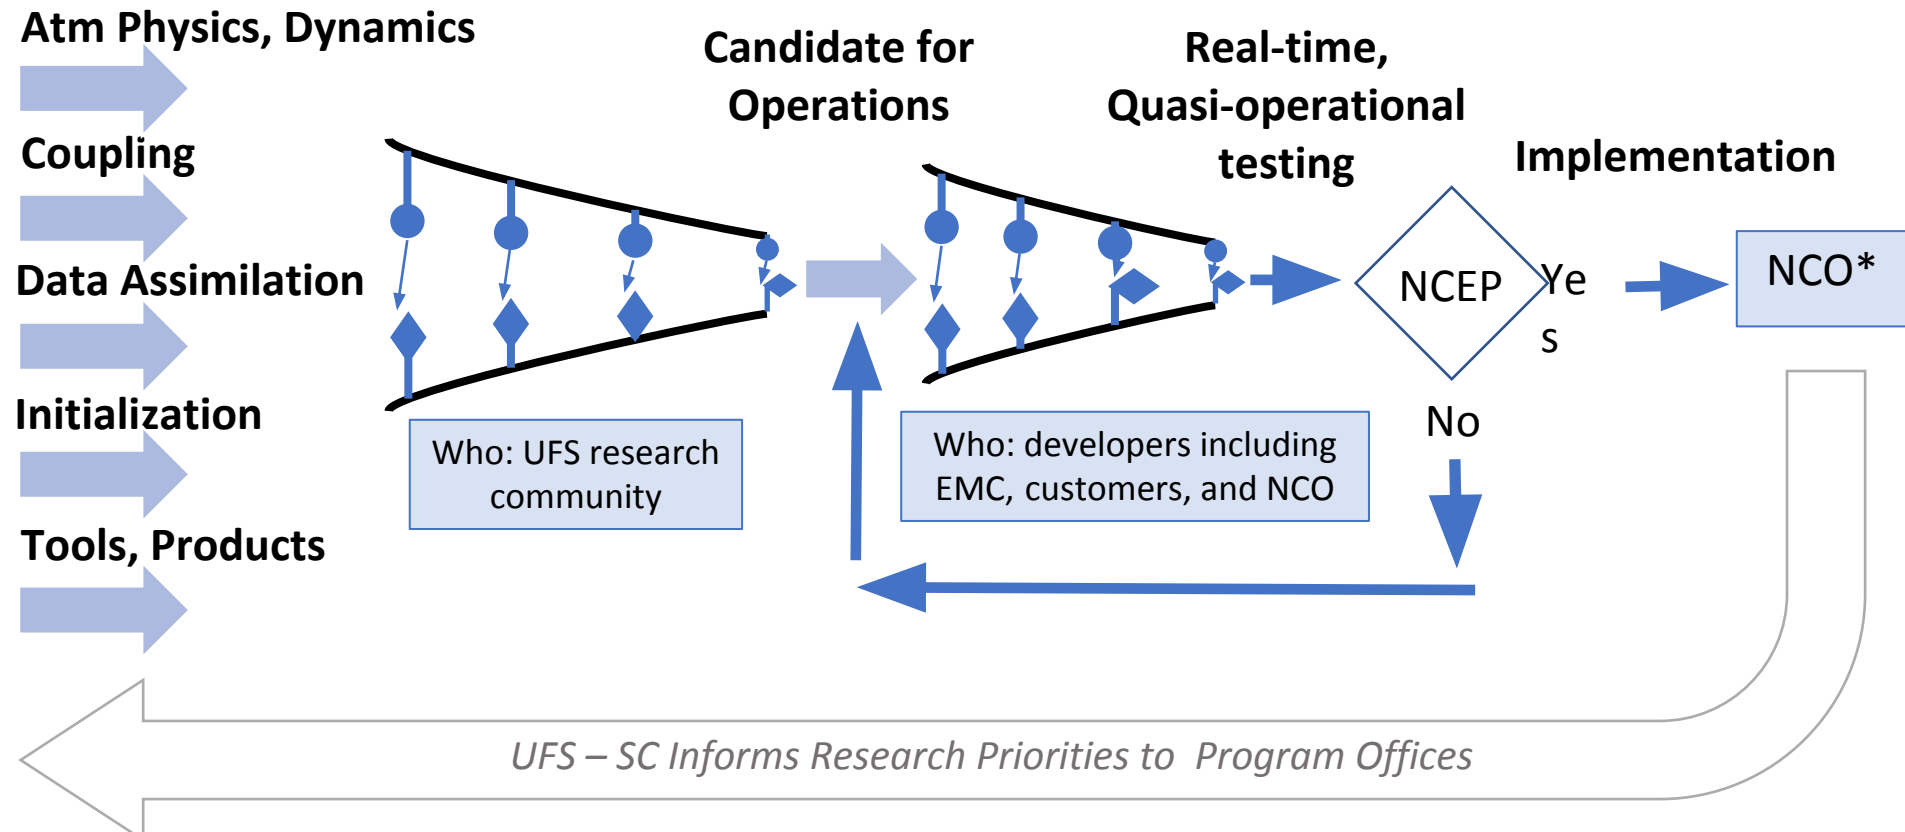 Atm Physics, Dynamics
Coupling
Data Assimilation
Initialization
Tools, Products
Candidate for
Operations
Real-time,
Quasi-operational
testing
Implementation
Who: UFS research
community
Who: developers including
EMC, customers, and NCO
NCEP
Ye
s
No
NCO*
UFS – SC Informs Research Priorities to Program Offices